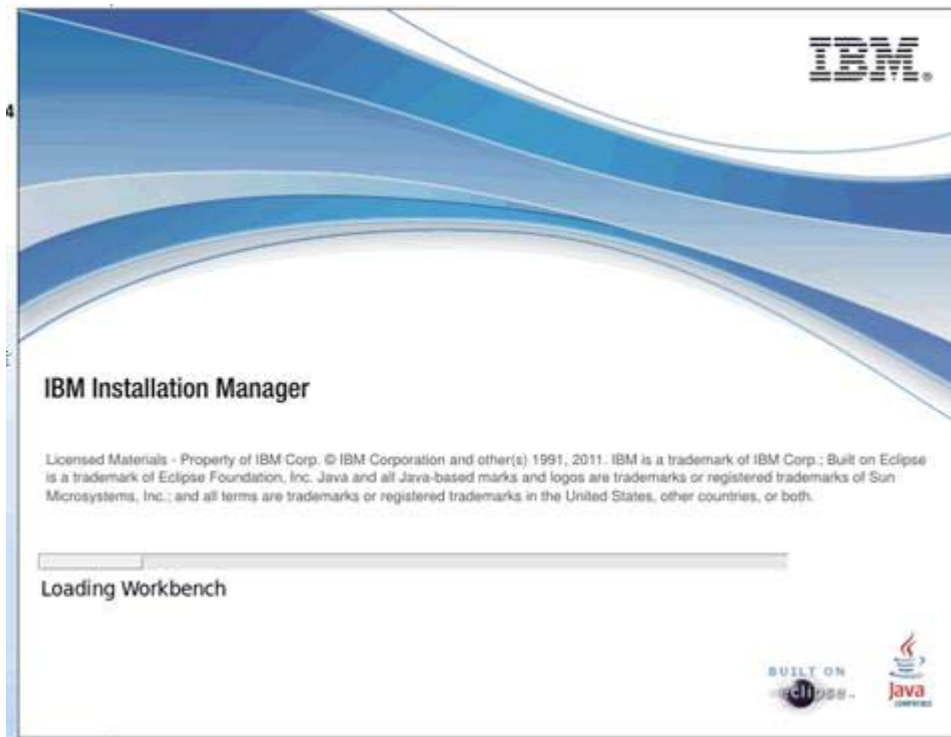 4
IBM®
IBM Installation Manager
Licensed Materials - Property of IBM Corp. © IBM Corporation and other(s) 1991, 2011. IBM is a trademark of IBM Corp.; Built on Eclipse
is a trademark of Eclipse Foundation, Inc. Java and all Java-based marks and logos are trademarks or registered trademarks of Sun
Microsystems, Inc.; and all terms are trademarks or registered trademarks in the United States, other countries, or both.
Loading Workbench
BUILT ON
eclipse™
Java
COMPATIBLE